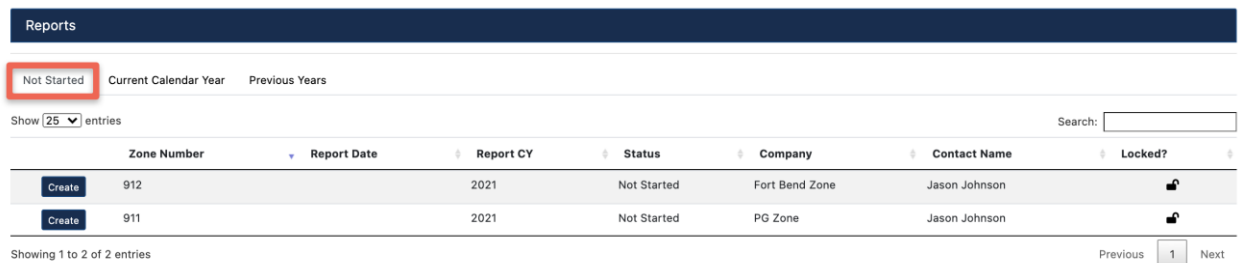 Reports
Not Started Current Calendar Year Previous Years
Show 25 entries Search:
Zone Number Report Date Report CY Status Company Contact Name Locked?
Create 912 2021 Not Started Fort Bend Zone Jason Johnson
Create 911 2021 Not Started PG Zone Jason Johnson
Showing 1 to 2 of 2 entries Previous 1 Next